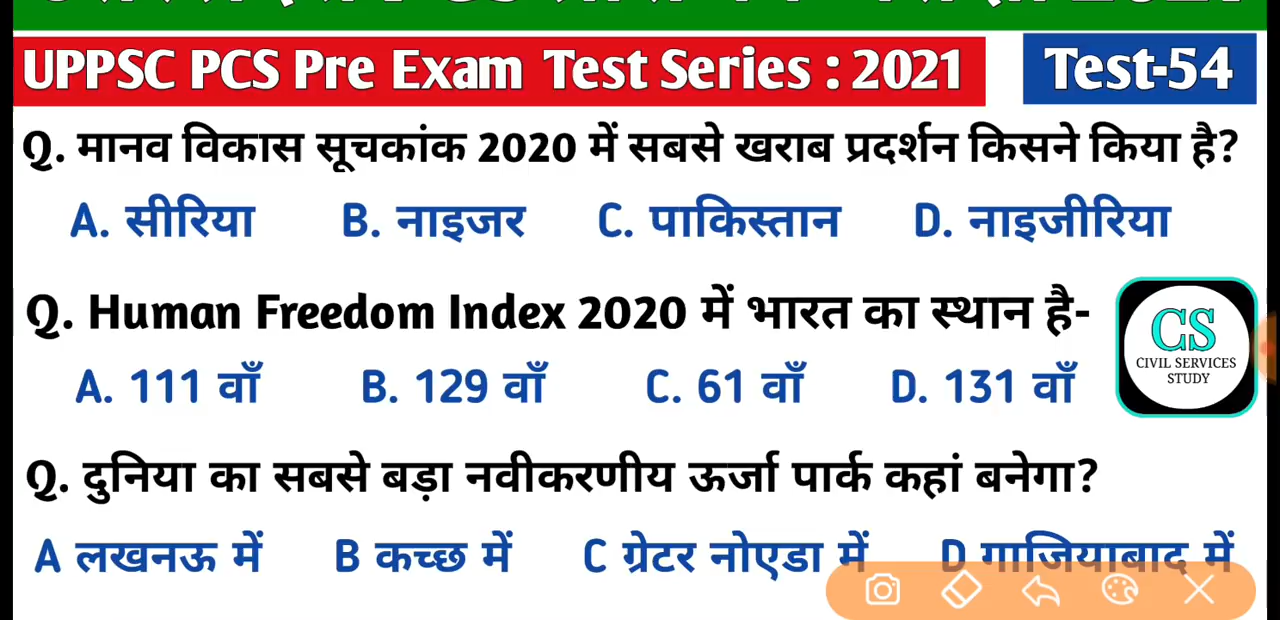 UPPSC PCS Pre Exam Test Series : 2021 Test-54
Q. मानव विकास सूचकांक 2020 में सबसे खराब प्रदर्शन किसने किया है?
A. सीरिया B. नाइजर C. पाकिस्तान D. नाइजीरिया
Q. Human Freedom Index 2020 में भारत का स्थान है-
A. 111 वाँ B. 129 वाँ C. 61 वाँ D. 131 वाँ
CS
CIVIL SERVICES
STUDY
Q. दुनिया का सबसे बड़ा नवीकरणीय ऊर्जा पार्क कहां बनेगा?
A लखनऊ में B कच्छ में C ग्रेटर नोएडा में D गाजियाबाद में